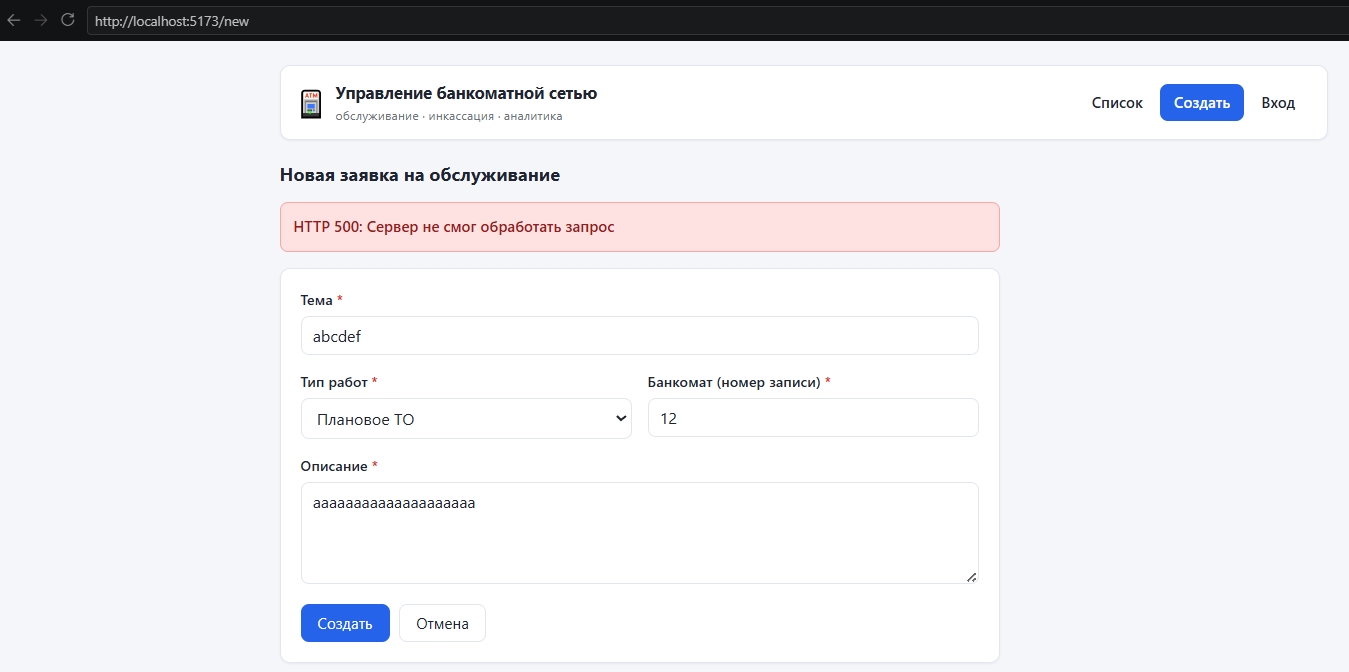 http://localhost:5173/new
ATM
Управление банкоматной сетью
обслуживание · инкассация · аналитика
Список
Создать
Вход
Новая заявка на обслуживание
HTTP 500: Сервер не смог обработать запрос
Тема *
abcdef
Тип работ *
Банкомат (номер записи) *
Плановое ТО
12
Описание *
аааааааааааааааааааа
Создать
Отмена